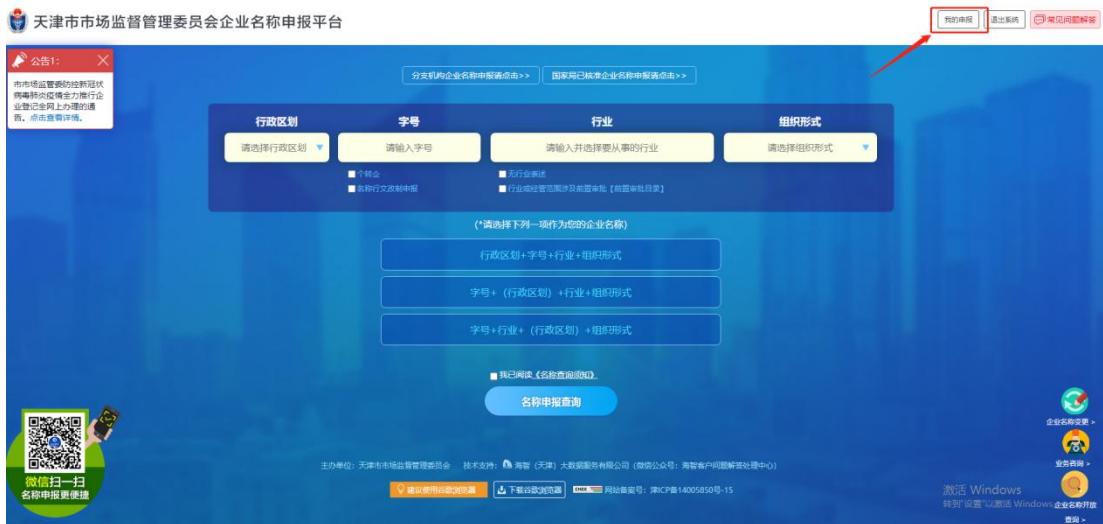 天津市市场监督管理委员会企业名称申报平台
我的申报
退出系统
常见问题解答
公告1：
市市场监管委防控新冠状
病毒肺炎疫情全力推行企
业登记全网上办理的通
告。点击查看详情。
分支机构企业名称申报请点击>>
国家局已核准企业名称申报请点击>>
行政区划
字号
行业
组织形式
请选择行政区划
请输入字号
请输入并选择要从事的行业
请选择组织形式
个转企
无行业表述
名称行文改制申报
行业或经营范围涉及前置审批【前置审批目录】
(*请选择下列一项作为您的企业名称)
行政区划+字号+行业+组织形式
字号+（行政区划）+行业+组织形式
字号+行业+（行政区划）+组织形式
我已阅读《名称查询须知》
名称申报查询
微信扫一扫
名称申报更便捷
企业名称变更 >
业务咨询 >
企业名称开放
查询 >
主办单位：天津市市场监督管理委员会 技术支持：海智（天津）大数据服务有限公司（微信公众号：海智客户问题解答处理中心）
建议使用谷歌浏览器
下载谷歌浏览器
网站备案号：津ICP备14005850号-15
激活 Windows
转到"设置"以激活 Windows